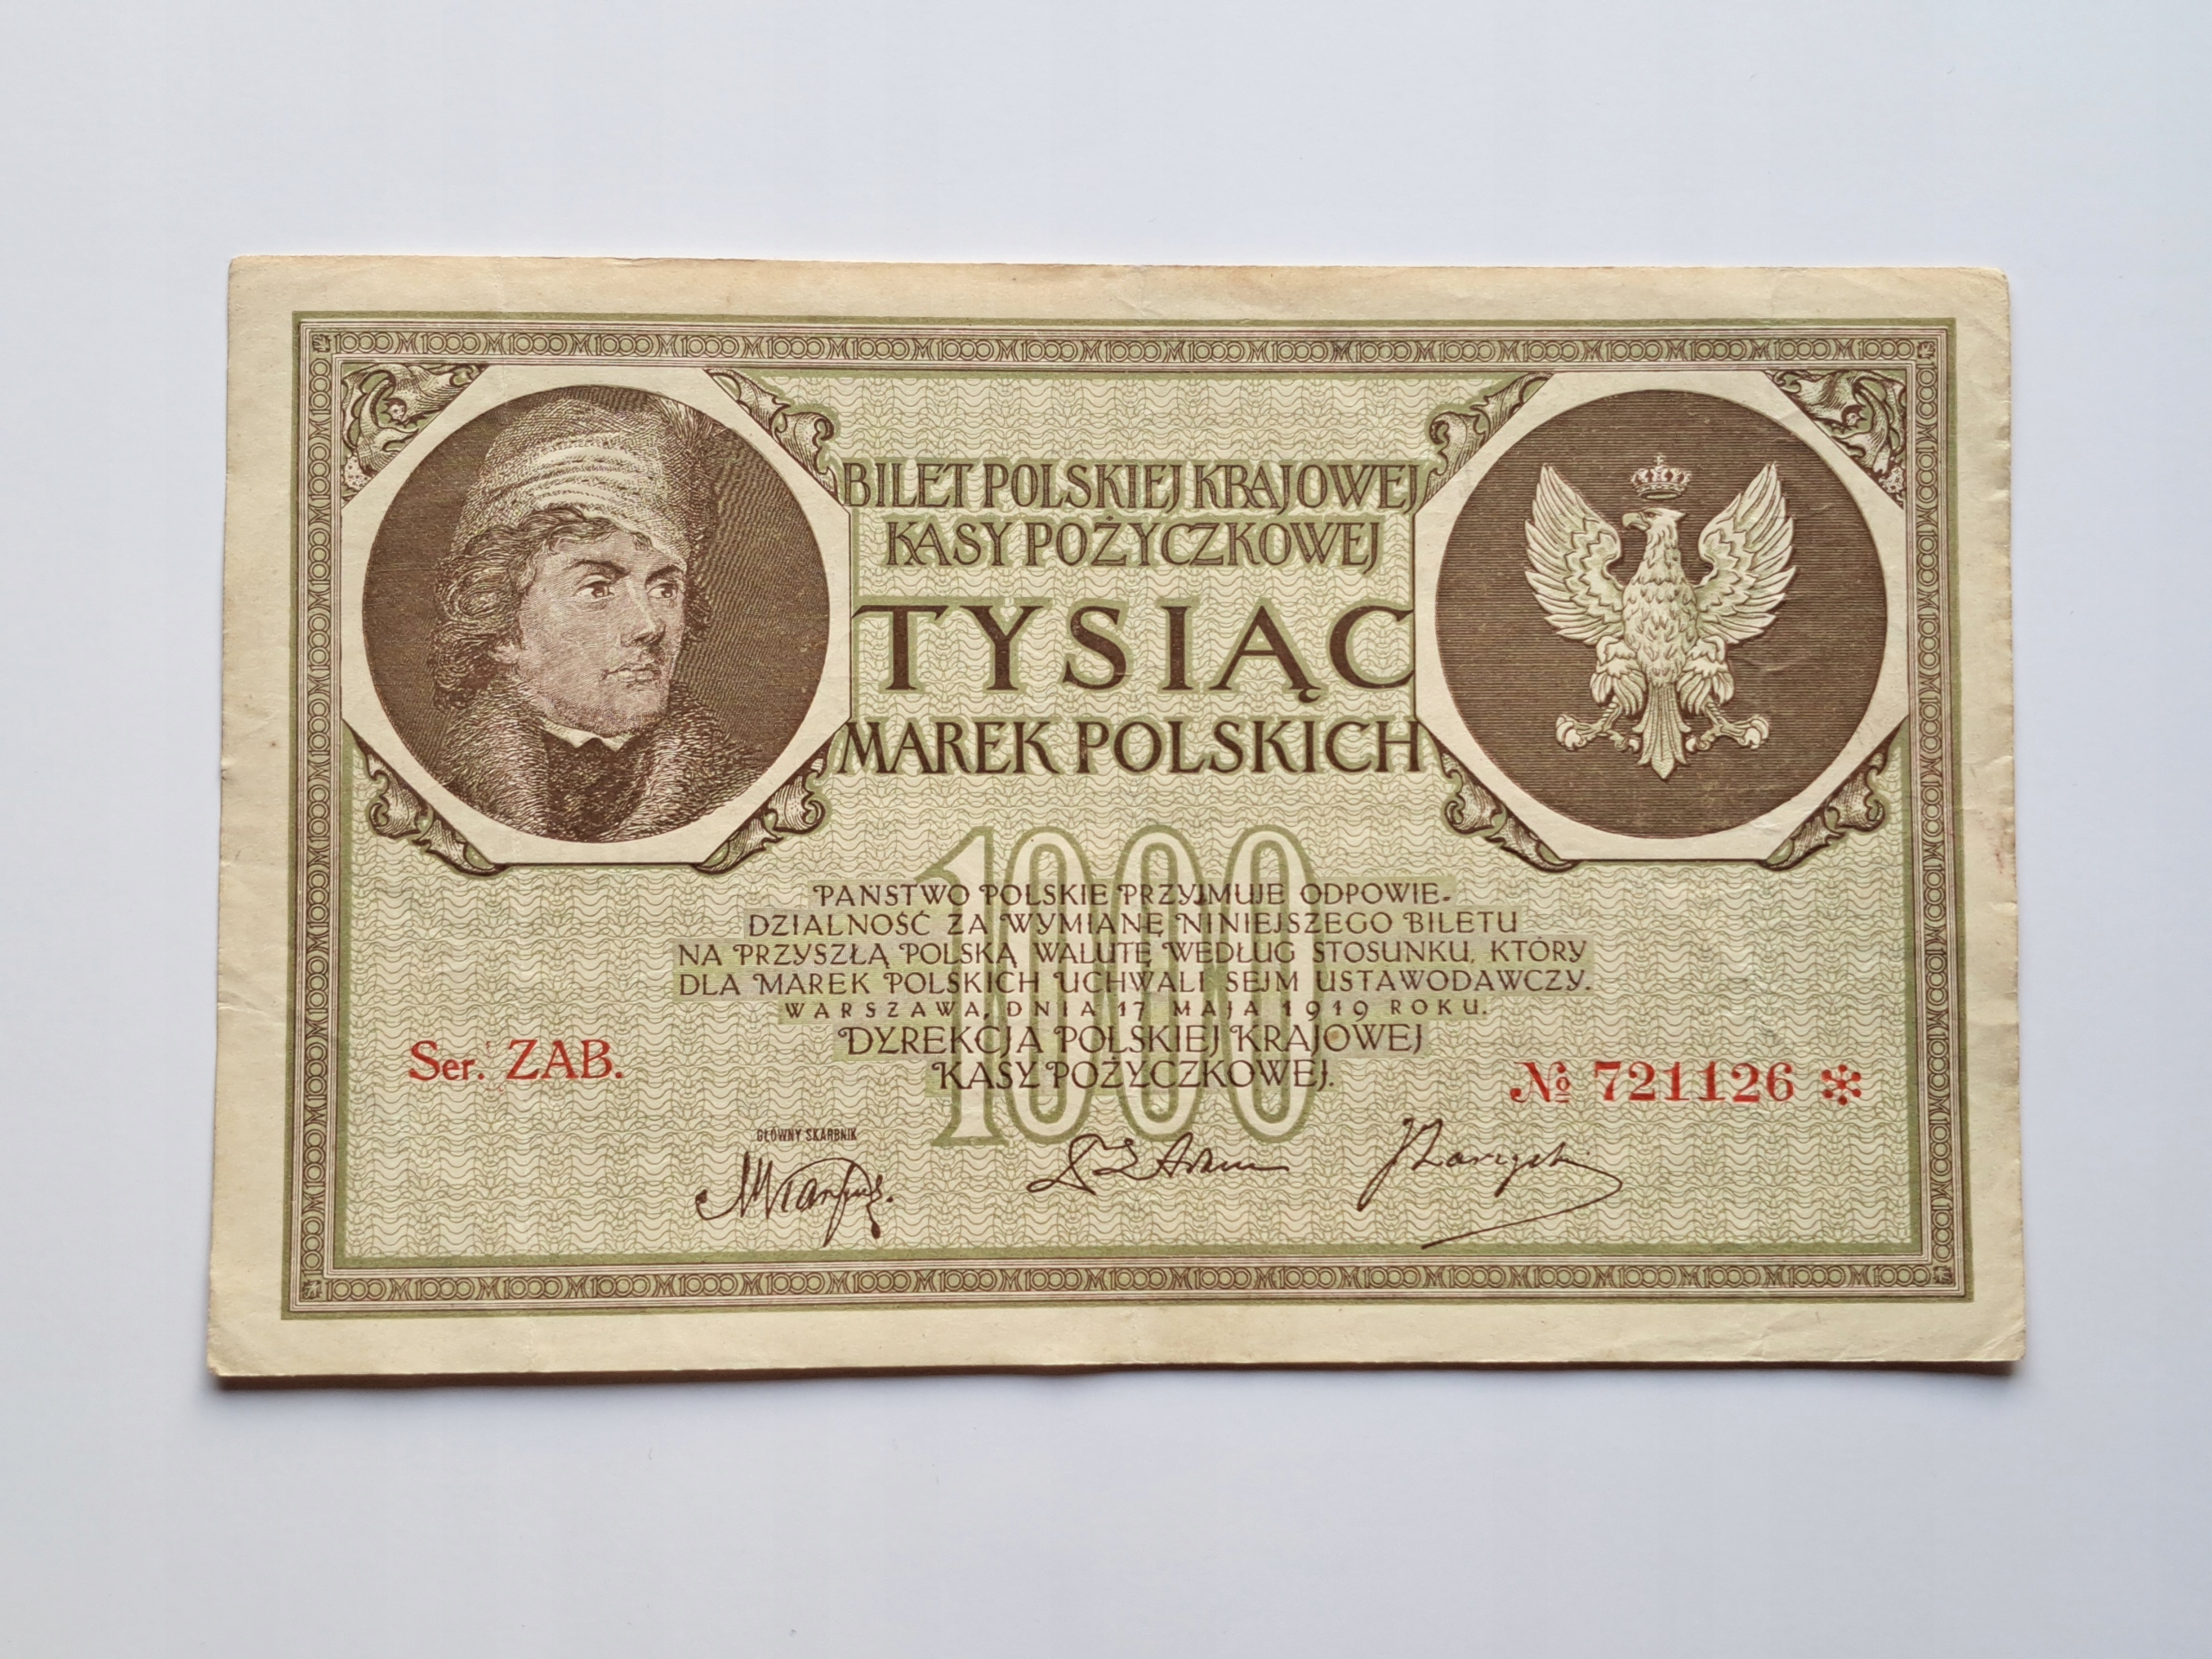 BILET POLSKIEJ KRAJOWEJ
KASY POŻYCZKOWEJ
TYSIĄC
MAREK POLSKICH
1000
PAŃSTWO POLSKIE PRZYJMUJE ODPOWIE-
DZIALNOŚĆ ZA WYMIANĘ NINIEJSZEGO BILETU
NA PRZYSZŁĄ POLSKĄ WALUTĘ WEDŁUG STOSUNKU, KTÓRY
DLA MAREK POLSKICH UCHWALI SEJM USTAWODAWCZY.
WARSZAWA, DNIA 17 MAJA 1919 ROKU.
DYREKCJA POLSKIEJ KRAJOWEJ
KASY POŻYCZKOWEJ.
Ser. ZAB.
№ 721126 *
GŁÓWNY SKARBNIK